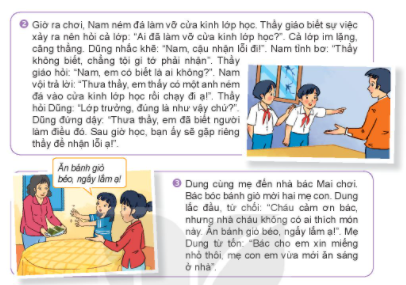 2 Giờ ra chơi, Nam ném đá làm vỡ cửa kính lớp học. Thầy giáo biết sự việc
xảy ra nên hỏi cả lớp: “Ai đã làm vỡ cửa kính lớp học?”. Cả lớp im lặng,
căng thẳng. Dũng nhắc khẽ: “Nam, cậu nhận lỗi đi!”. Nam tỉnh bơ: “Thầy
không biết, chẳng tội gì tớ phải nhận”. Thầy
giáo hỏi: “Nam, em có biết là ai không?”. Nam
vội trả lời: “Thưa thầy, em thấy có một anh ném
đá vào cửa kính lớp học rồi chạy đi ạ!”. Thầy
hỏi Dũng: “Lớp trưởng, đúng là như vậy chứ?”.
Dũng đứng dậy: “Thưa thầy, em đã biết người
làm điều đó. Sau giờ học, bạn ấy sẽ gặp riêng
thầy để nhận lỗi ạ!”.
Ăn bánh giò
béo, ngấy lắm ạ!
3 Dung cùng mẹ đến nhà bác Mai chơi.
Bác bóc bánh giò mời hai mẹ con. Dung
lắc đầu, từ chối: “Cháu cảm ơn bác,
nhưng nhà cháu không có ai thích món
này. Ăn bánh giò béo, ngấy lắm ạ!”. Mẹ
Dung từ tốn: “Bác cho em xin miếng
nhỏ thôi, mẹ con em vừa mới ăn sáng
ở nhà”.